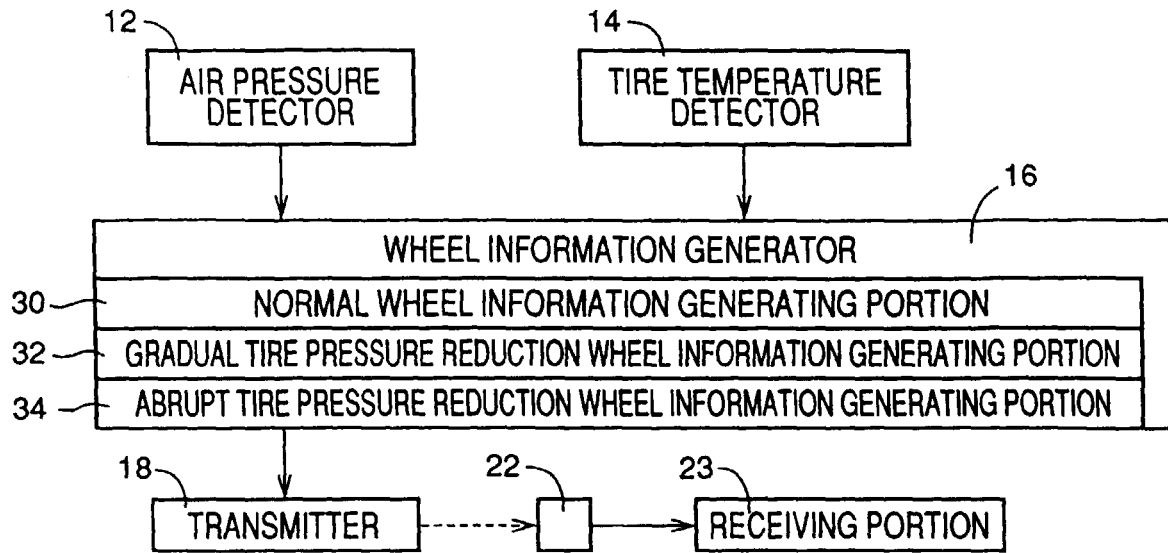 12
AIR PRESSURE
DETECTOR
14
TIRE TEMPERATURE
DETECTOR
16
WHEEL INFORMATION GENERATOR
30
NORMAL WHEEL INFORMATION GENERATING PORTION
32
GRADUAL TIRE PRESSURE REDUCTION WHEEL INFORMATION GENERATING PORTION
34
ABRUPT TIRE PRESSURE REDUCTION WHEEL INFORMATION GENERATING PORTION
18
TRANSMITTER
22
23
RECEIVING PORTION